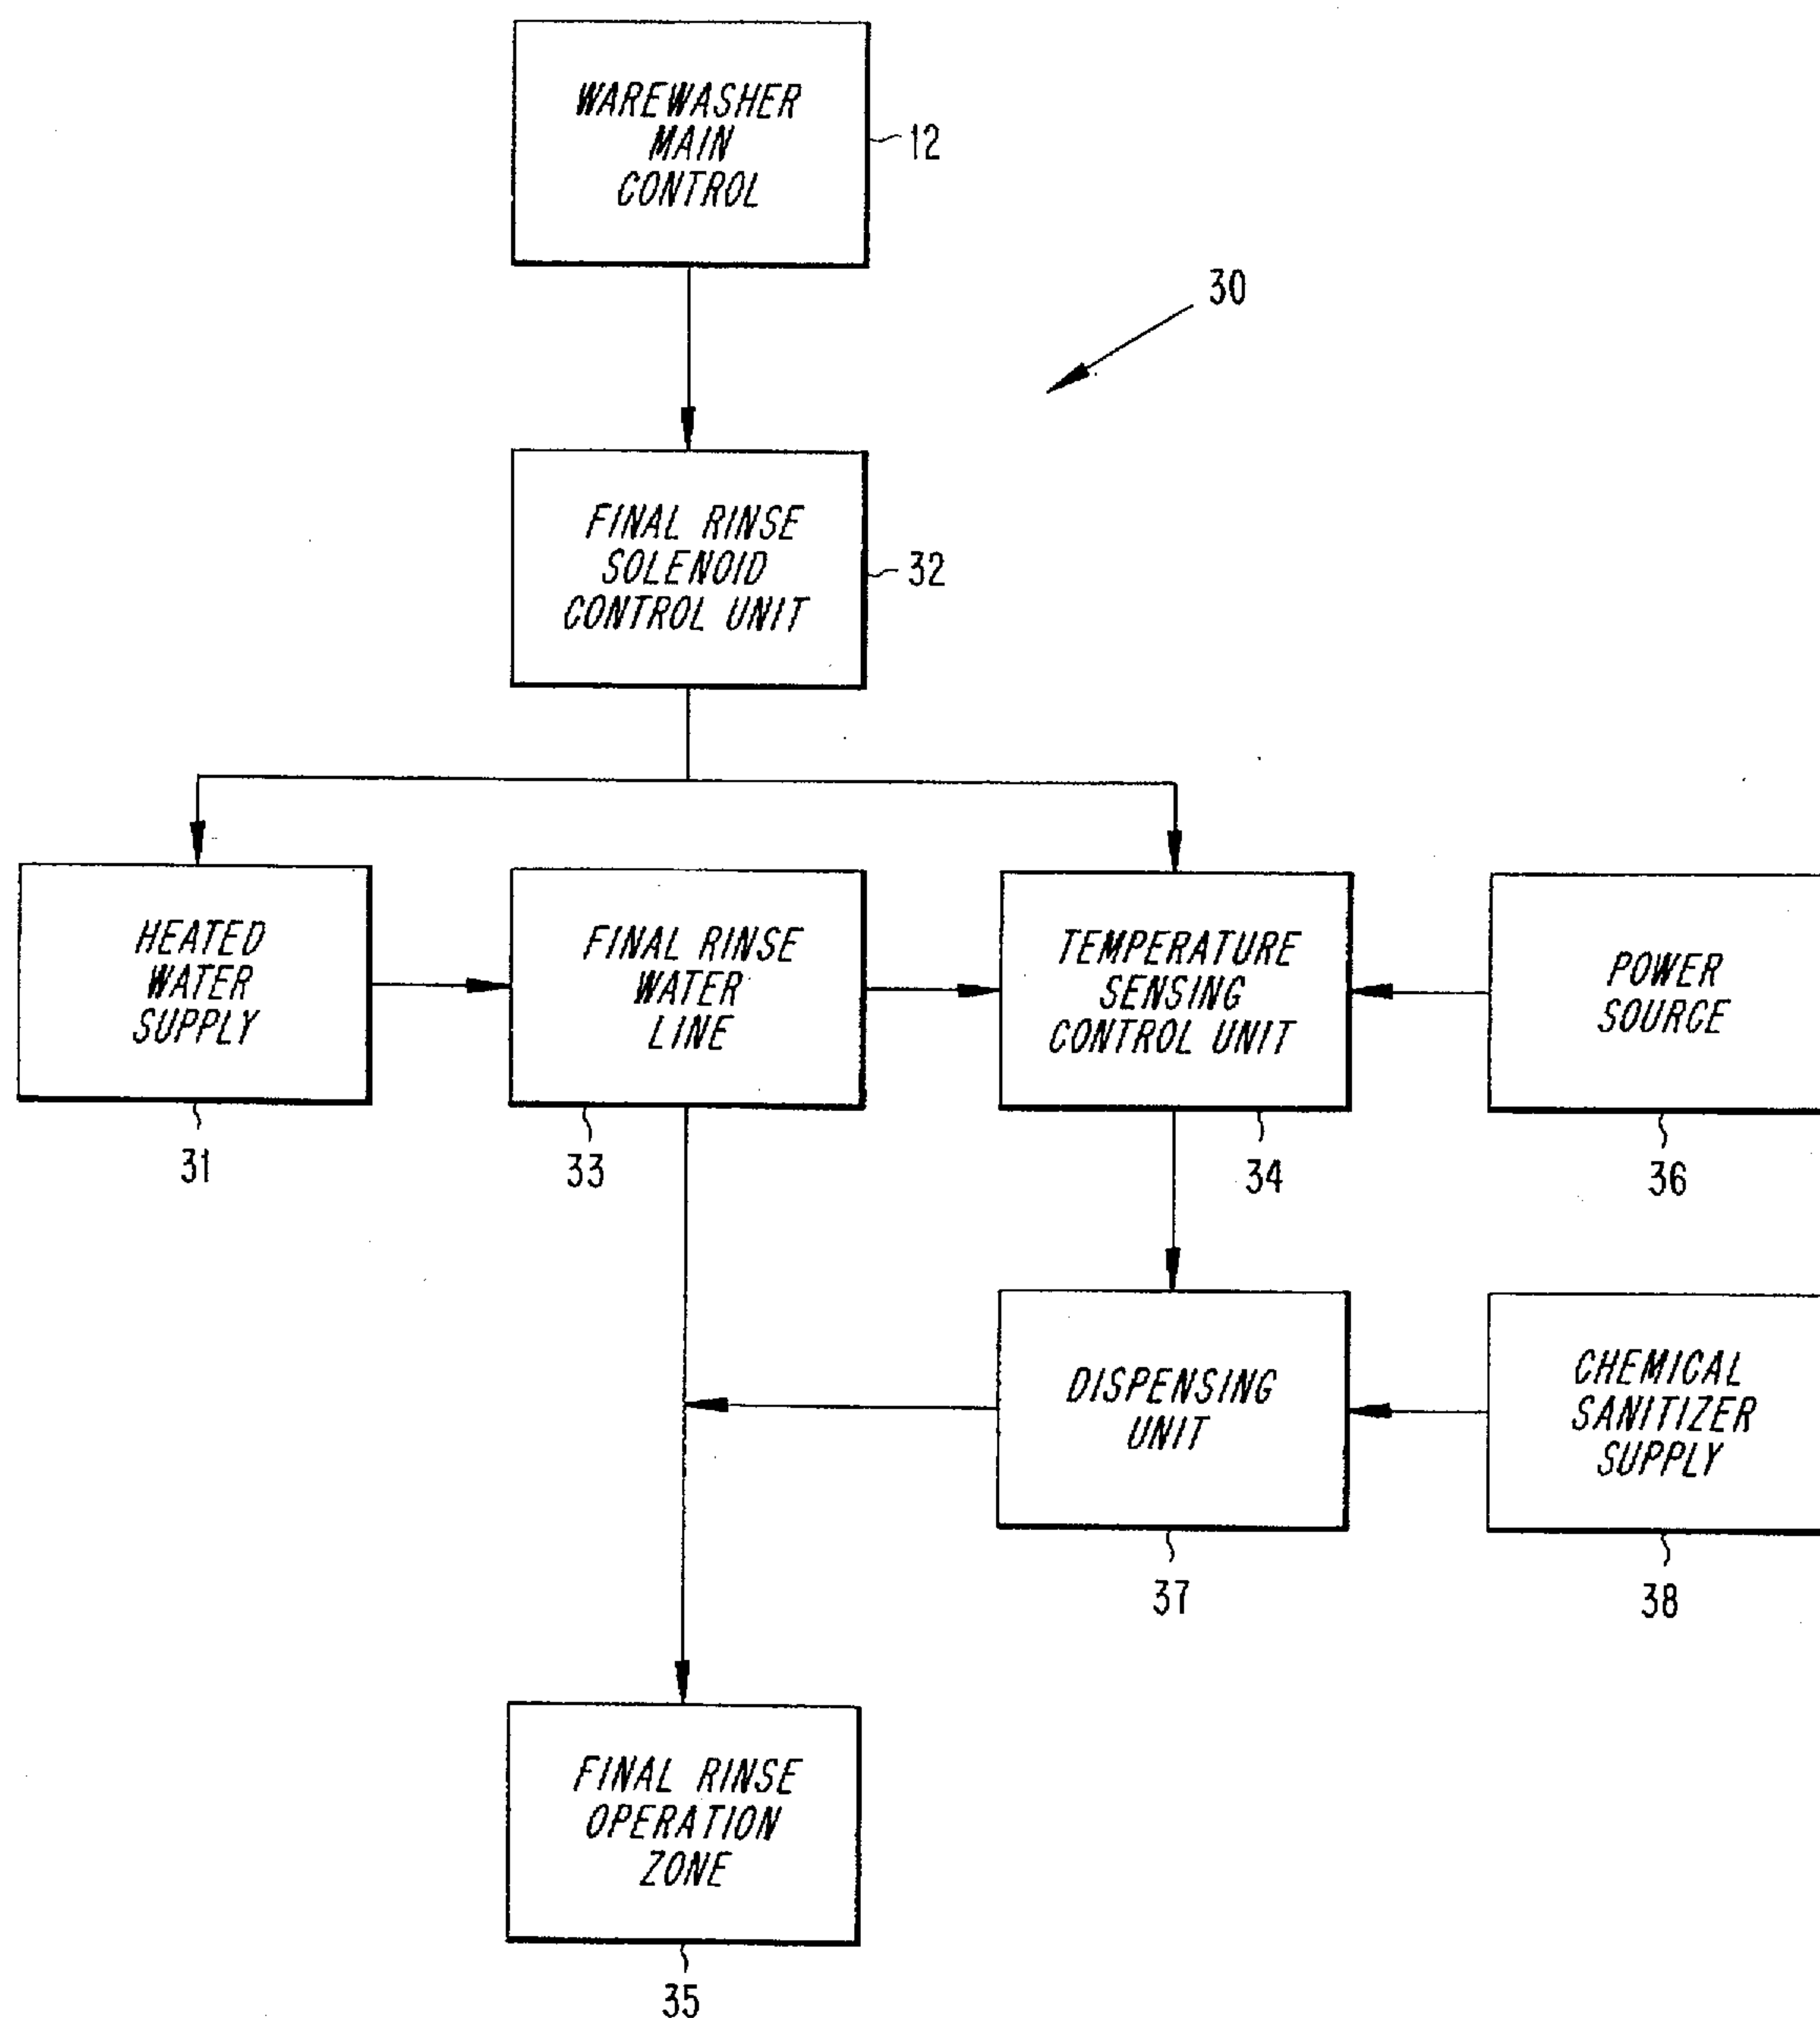 WAREWASHER
MAIN
CONTROL
12
30
FINAL RINSE
SOLENOID
CONTROL UNIT
32
HEATED
WATER
SUPPLY
31
FINAL RINSE
WATER
LINE
33
TEMPERATURE
SENSING
CONTROL UNIT
34
POWER
SOURCE
36
DISPENSING
UNIT
37
CHEMICAL
SANITIZER
SUPPLY
38
FINAL RINSE
OPERATION
ZONE
35